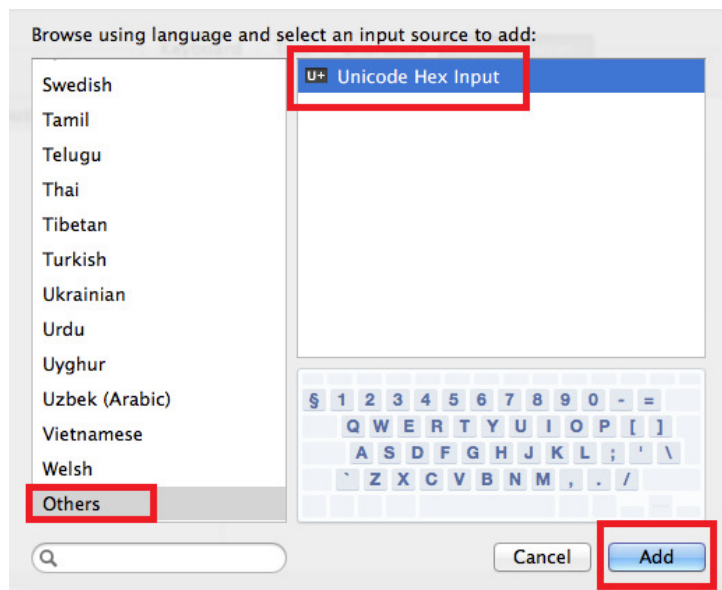 Browse using language and select an input source to add:
Swedish
Tamil
Telugu
Thai
Tibetan
Turkish
Ukrainian
Urdu
Uyghur
Uzbek (Arabic)
Vietnamese
Welsh
Others
U+ Unicode Hex Input
§ 1 2 3 4 5 6 7 8 9 0 - =
Q W E R T Y U I O P [ ]
A S D F G H J K L ; ' \
` Z X C V B N M , . /
Cancel Add